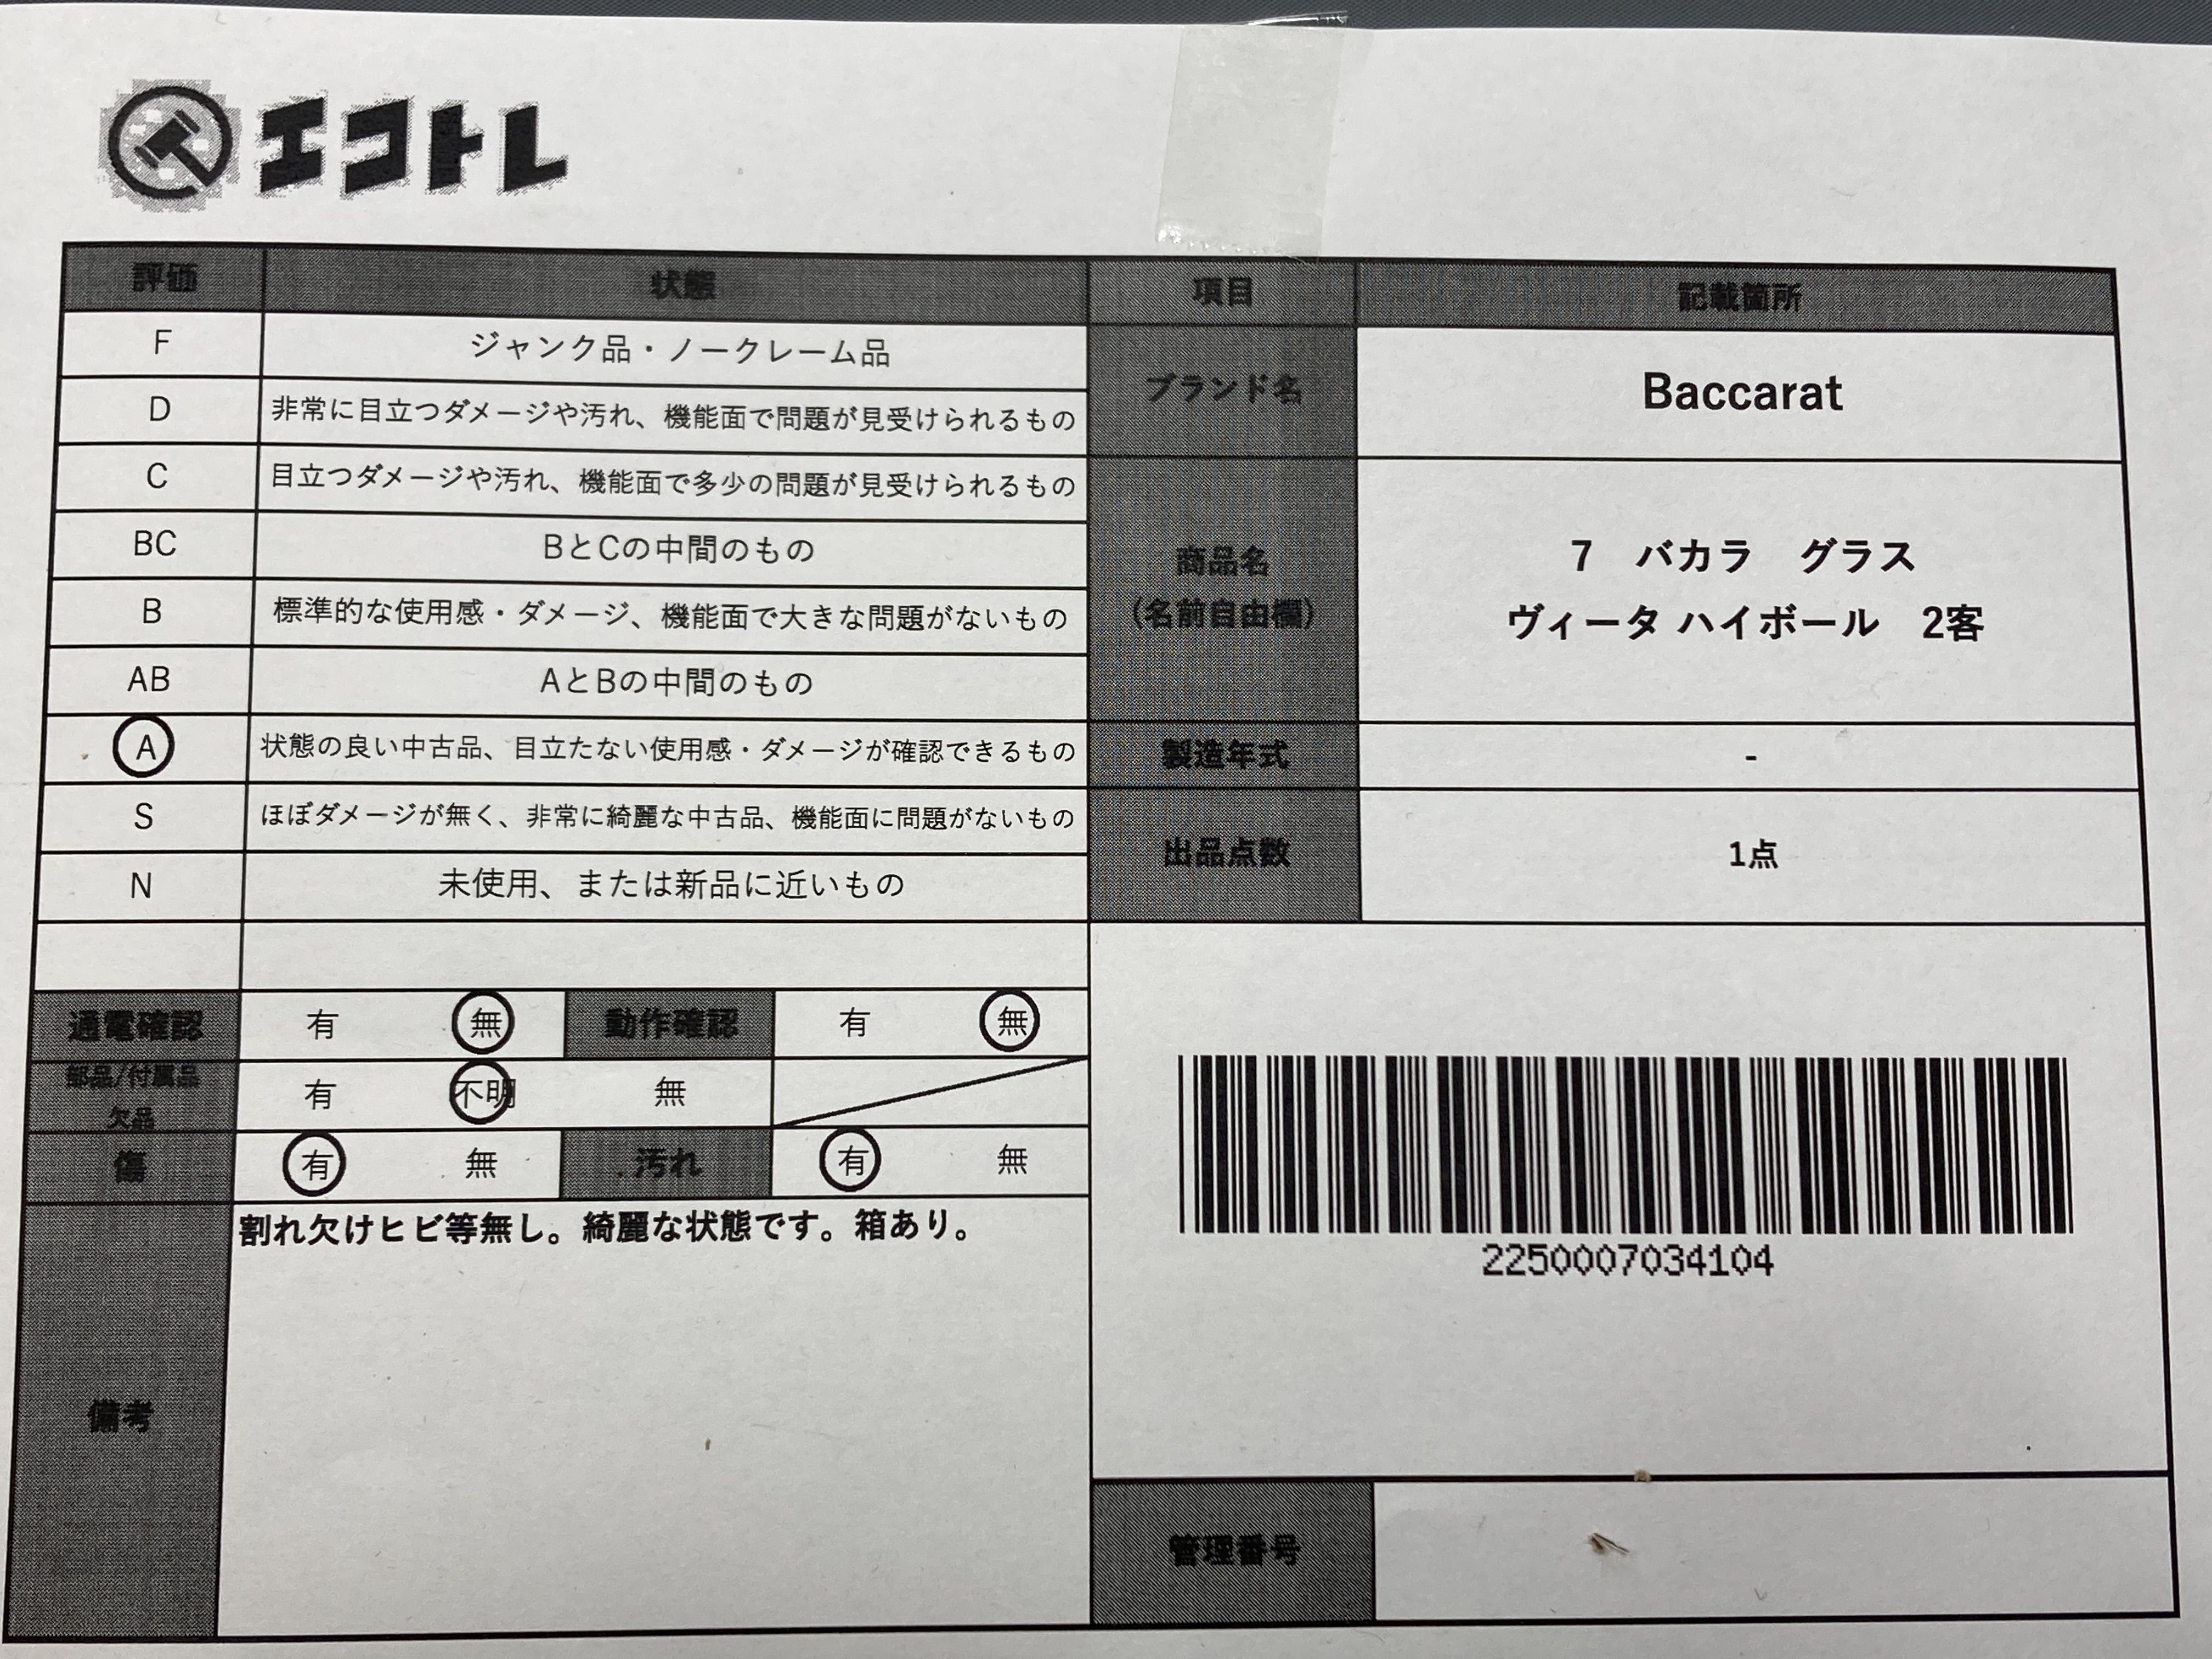 エコトレ
評価 状態 項目 記載箇所
F ジャンク品・ノークレーム品
ブランド名 Baccarat
D 非常に目立つダメージや汚れ、機能面で問題が見受けられるもの
C 目立つダメージや汚れ、機能面で多少の問題が見受けられるもの
BC BとCの中間のもの
商品名 7 バカラ グラス
(名前自由欄) ヴィータ ハイボール 2客
B 標準的な使用感・ダメージ、機能面で大きな問題がないもの
AB AとBの中間のもの
A 状態の良い中古品、目立たない使用感・ダメージが確認できるもの
製造年式 -
S ほぼダメージが無く、非常に綺麗な中古品、機能面に問題がないもの
出品点数 1点
N 未使用、または新品に近いもの
通電確認 有 無 動作確認 有 無
部品/付属品
欠品 有 不明 無
傷 有 無 汚れ 有 無
備考 割れ欠けヒビ等無し。綺麗な状態です。箱あり。
2250007034104
管理番号